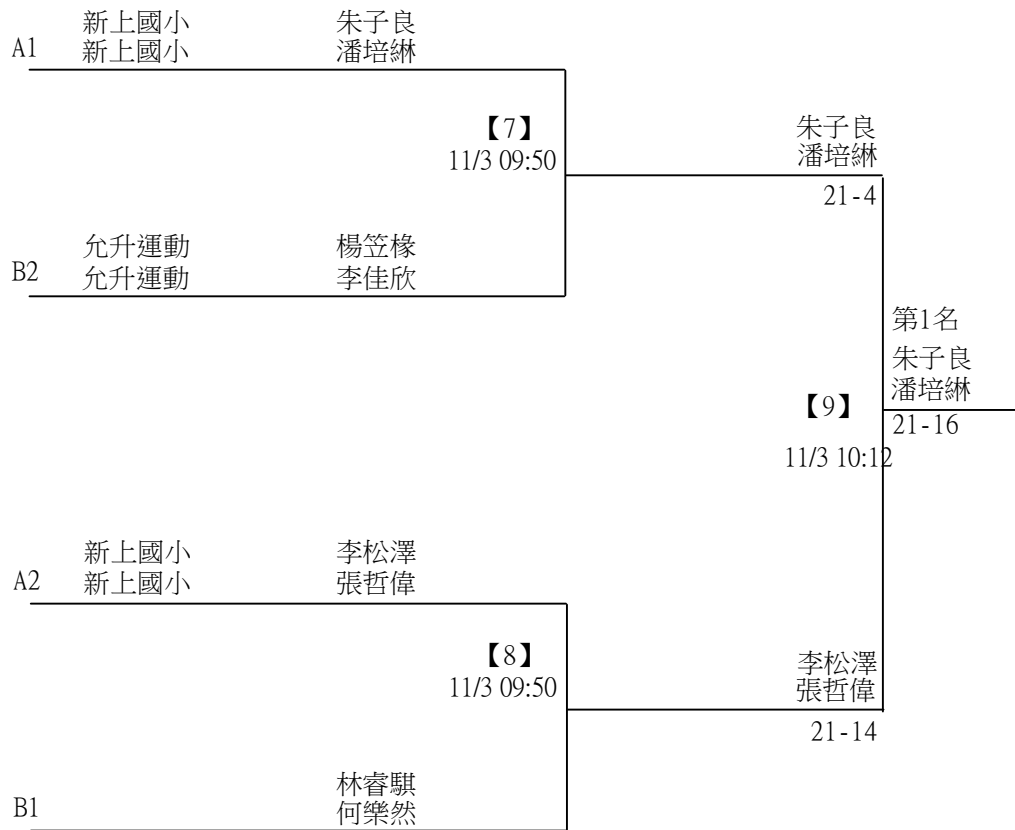 新上國小 朱子良
A1 新上國小 潘培綝
【7】
11/3 09:50
朱子良
潘培綝
21-4
允升運動 楊笠椽
B2 允升運動 李佳欣
第1名
朱子良
潘培綝
【9】
21-16
11/3 10:12
新上國小 李松澤
A2 新上國小 張哲偉
【8】
11/3 09:50
李松澤
張哲偉
21-14
林睿騏
B1 何樂然